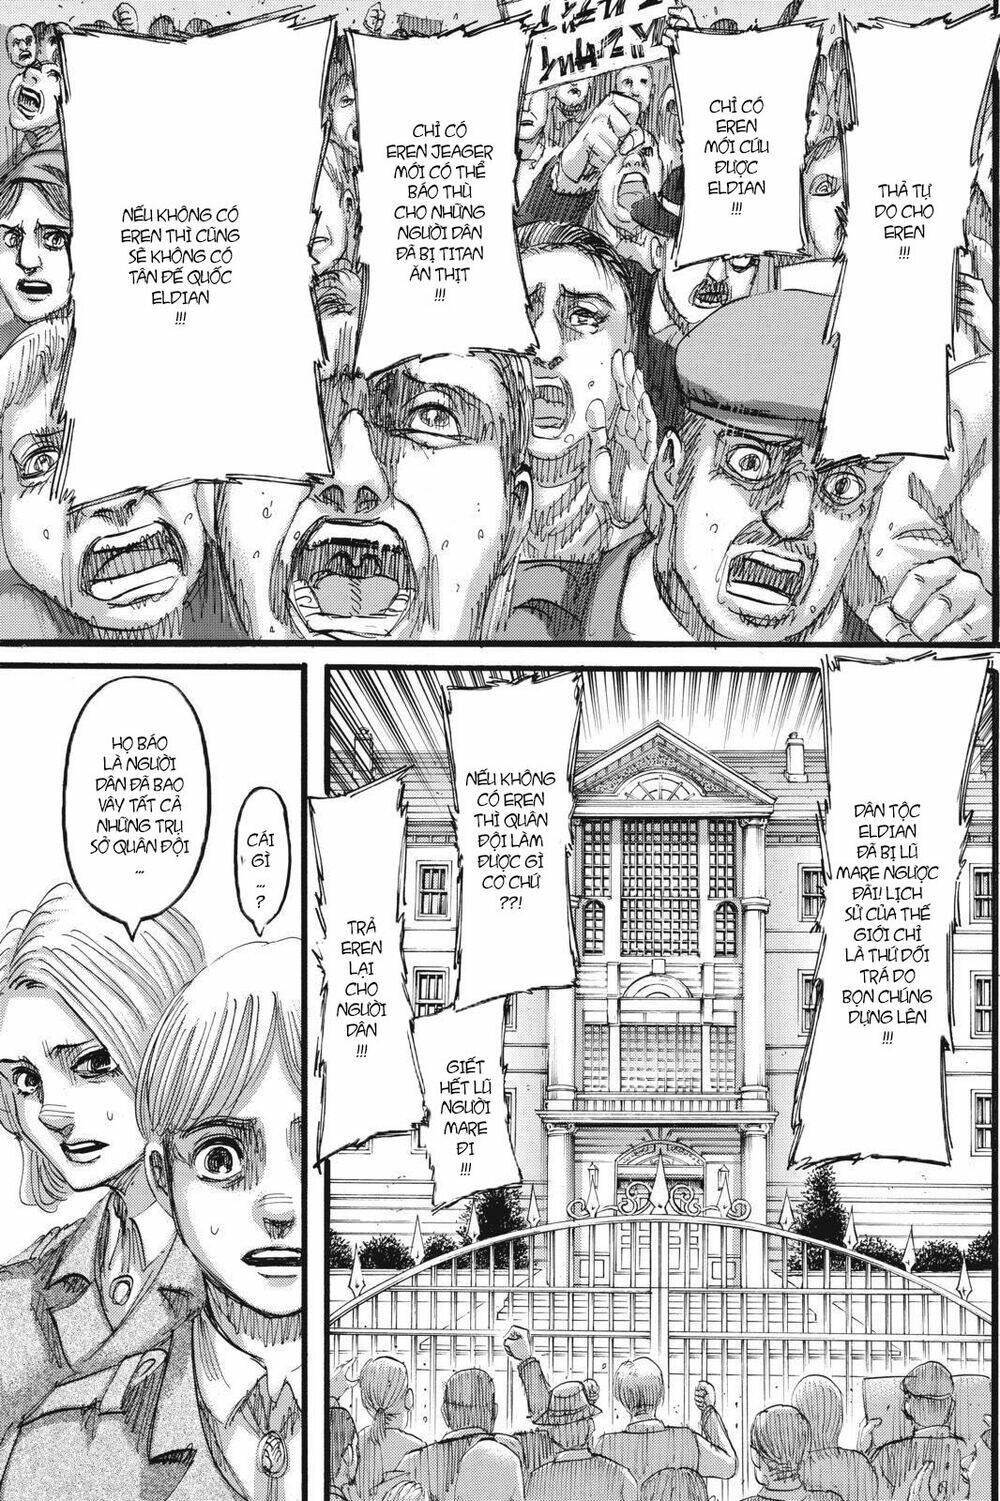 THẢ TỰ
DO CHO
EREN
!!!
CHỈ CÓ
EREN
MỚI CỨU
ĐƯỢC
ELDIAN
!!!
CHỈ CÓ
EREN JEAGER
MỚI CÓ THỂ
BÁO THÙ
CHO NHỮNG
NGƯỜI DÂN
ĐÃ BỊ TITAN
ĂN THỊT
!!!
NẾU KHÔNG CÓ
EREN THÌ CŨNG
SẼ KHÔNG CÓ
TÂN ĐẾ QUỐC
ELDIAN
!!!
DÂN TỘC
ELDIAN
ĐÃ BỊ LŨ
MARE NGƯỢC
ĐÃI! LỊCH
SỬ CỦA THẾ
GIỚI CHỈ
LÀ THỨ DỐI
TRÁ DO
BỌN CHÚNG
DỰNG LÊN
!!!
NẾU KHÔNG
CÓ EREN
THÌ QUÂN
ĐỘI LÀM
ĐƯỢC GÌ
CƠ CHỨ
??!
GIẾT
HẾT LŨ
NGƯỜI
MARE
ĐI
!!!
TRẢ
EREN
LẠI
CHO
NGƯỜI
DÂN
!!!
CÁI
GÌ
...
?
HỌ BÁO
LÀ NGƯỜI
DÂN ĐÃ BAO
VÂY TẤT CẢ
NHỮNG TRỤ
SỞ QUÂN ĐỘI
...